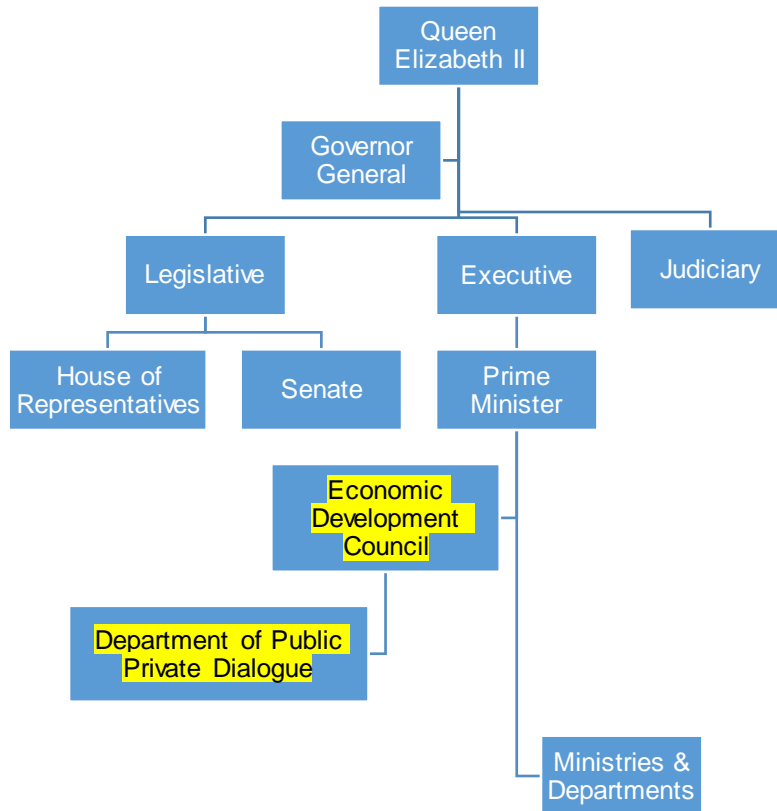 Queen
Elizabeth II
Governor
General
Legislative
Executive
Judiciary
House of
Representatives
Senate
Prime
Minister
Economic
Development
Council
Department of Public
Private Dialogue
Ministries &
Departments